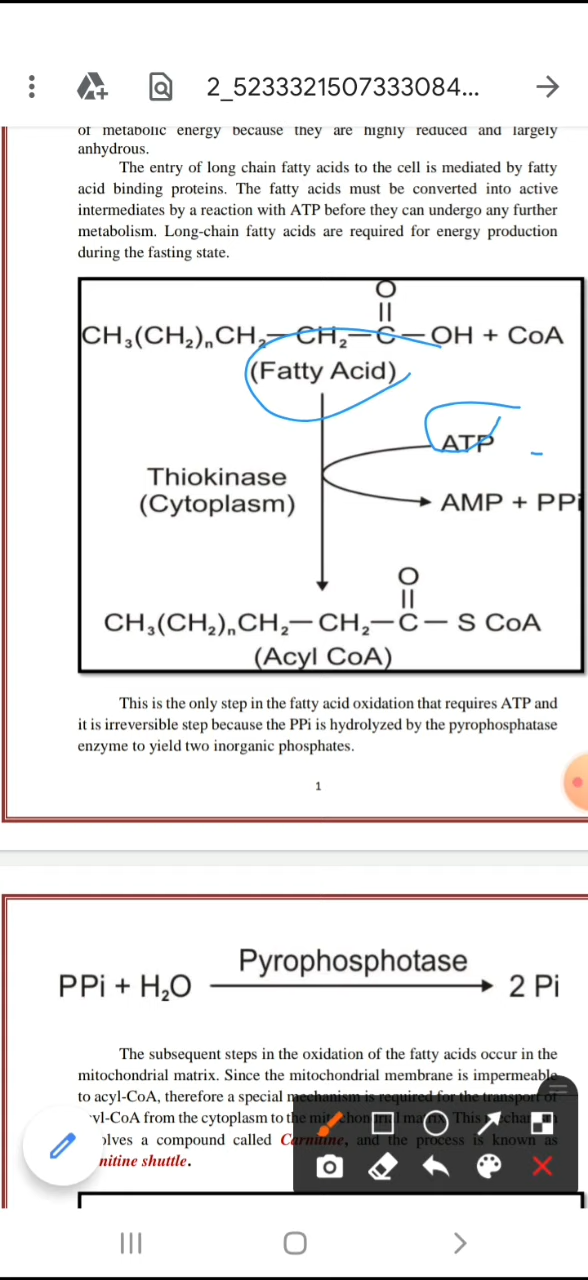 2_5233321507333084...
of metabolic energy because they are highly reduced and largely
anhydrous.
The entry of long chain fatty acids to the cell is mediated by fatty
acid binding proteins. The fatty acids must be converted into active
intermediates by a reaction with ATP before they can undergo any further
metabolism. Long-chain fatty acids are required for energy production
during the fasting state.
O
||
CH₃(CH₂)ₙCH₂—CH₂—C—OH + CoA
(Fatty Acid)
ATP
Thiokinase
(Cytoplasm)
AMP + PPi
O
||
CH₃(CH₂)ₙCH₂—CH₂—C—S CoA
(Acyl CoA)
This is the only step in the fatty acid oxidation that requires ATP and
it is irreversible step because the PPi is hydrolyzed by the pyrophosphatase
enzyme to yield two inorganic phosphates.
1
Pyrophosphotase
PPi + H₂O → 2 Pi
The subsequent steps in the oxidation of the fatty acids occur in the
mitochondrial matrix. Since the mitochondrial membrane is impermeable
to acyl-CoA, therefore a special mechanism is required for the transport of
yl-CoA from the cytoplasm to the mitochondrial matrix. This
olves a compound called Carnitine, and the process is known as
nitine shuttle.